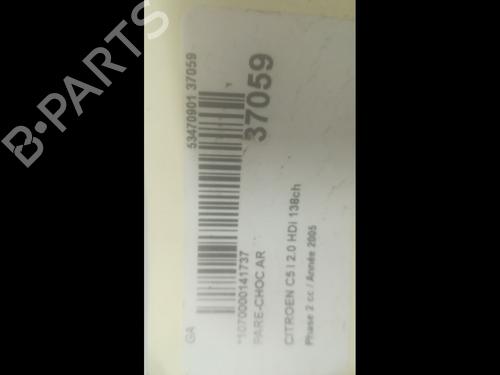 GA
53470901 37059
*1070000141737
37059
PARE-CHOC AR
CITROEN C5 I 2.0 HDi 138ch
Phase 2 cc / Année 2005
B-PARTS